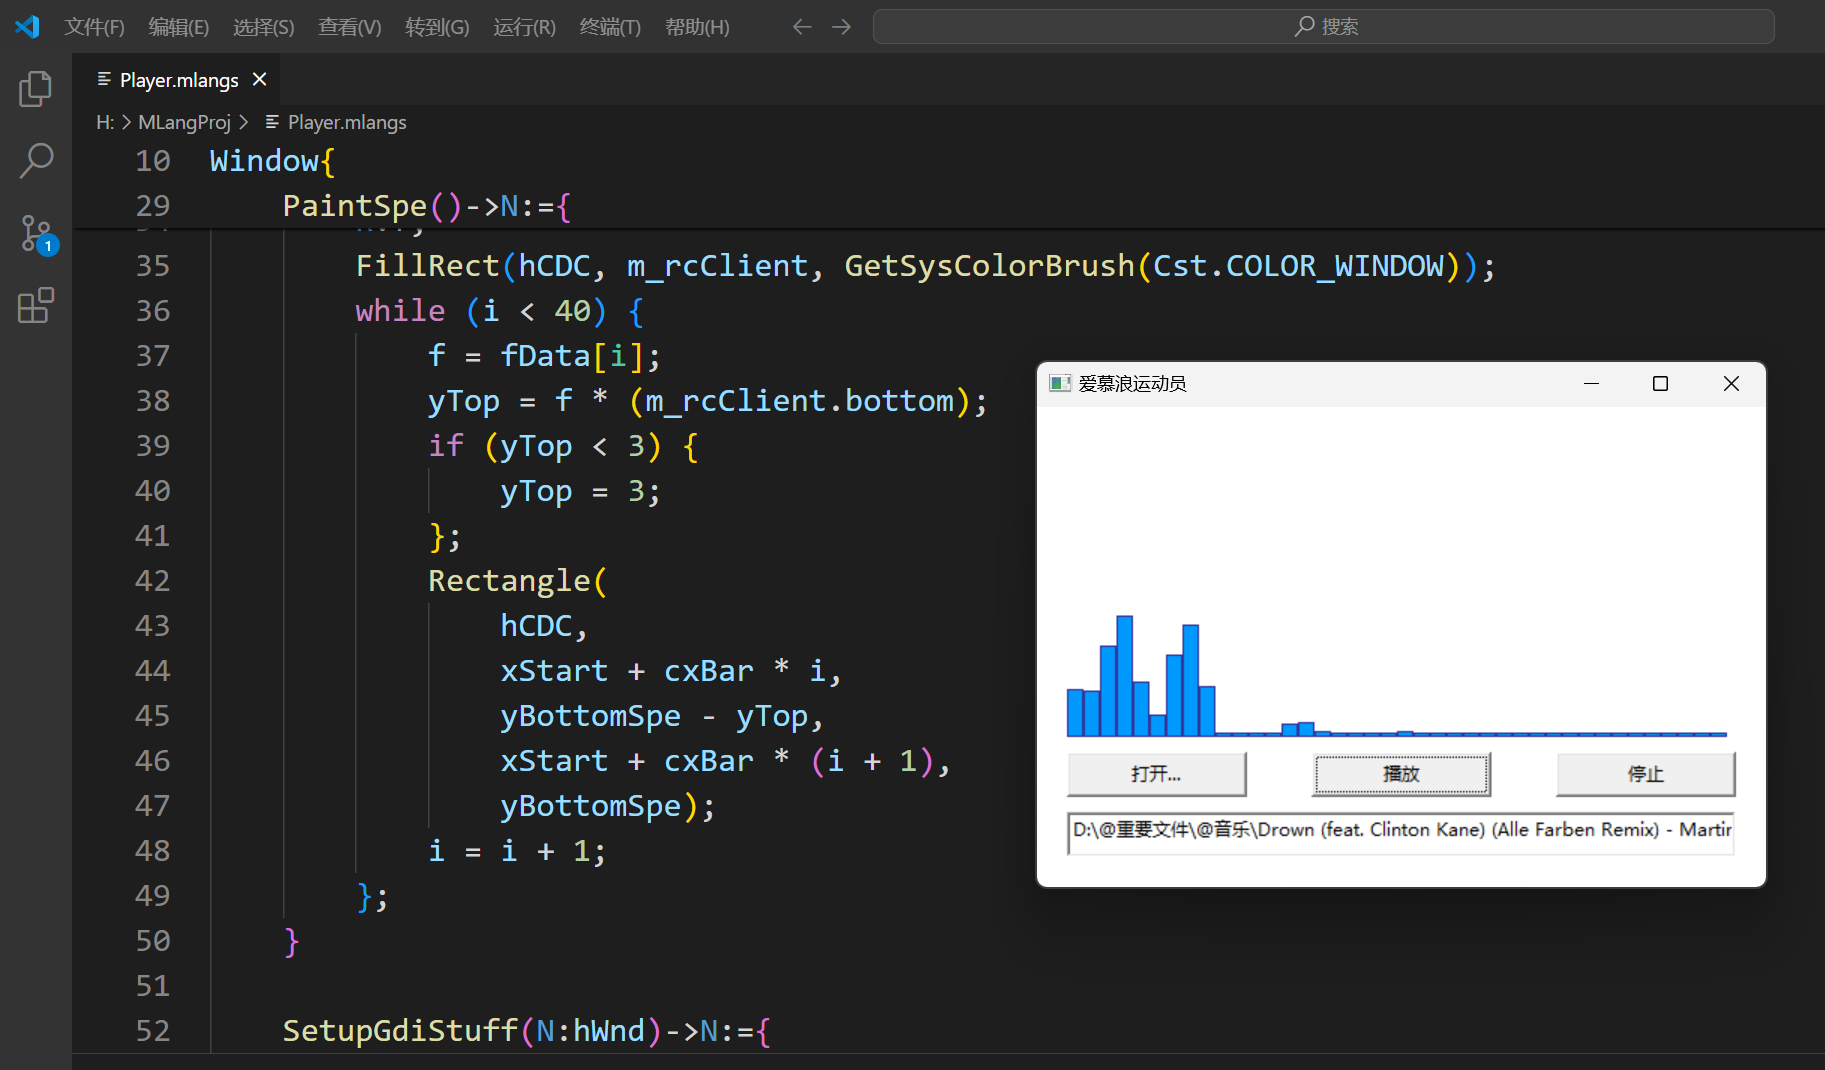 文件(F) 编辑(E) 选择(S) 查看(V) 转到(G) 运行(R) 终端(T) 帮助(H) 搜索
Player.mlangs
H: > MLangProj > Player.mlangs
10 Window{
29 PaintSpe()->N:={
35 FillRect(hCDC, m_rcClient, GetSysColorBrush(Cst.COLOR_WINDOW));
36 while (i < 40) {
37 f = fData[i];
38 yTop = f * (m_rcClient.bottom);
39 if (yTop < 3) {
40 yTop = 3;
41 };
42 Rectangle(
43 hCDC,
44 xStart + cxBar * i,
45 yBottomSpe - yTop,
46 xStart + cxBar * (i + 1),
47 yBottomSpe);
48 i = i + 1;
49 };
50 }
51
52 SetupGdiStuff(N:hWnd)->N:={
1
爱慕浪运动员
打开... 播放 停止
D:\@重要文件\@音乐\Drown (feat. Clinton Kane) (Alle Farben Remix) - Martir